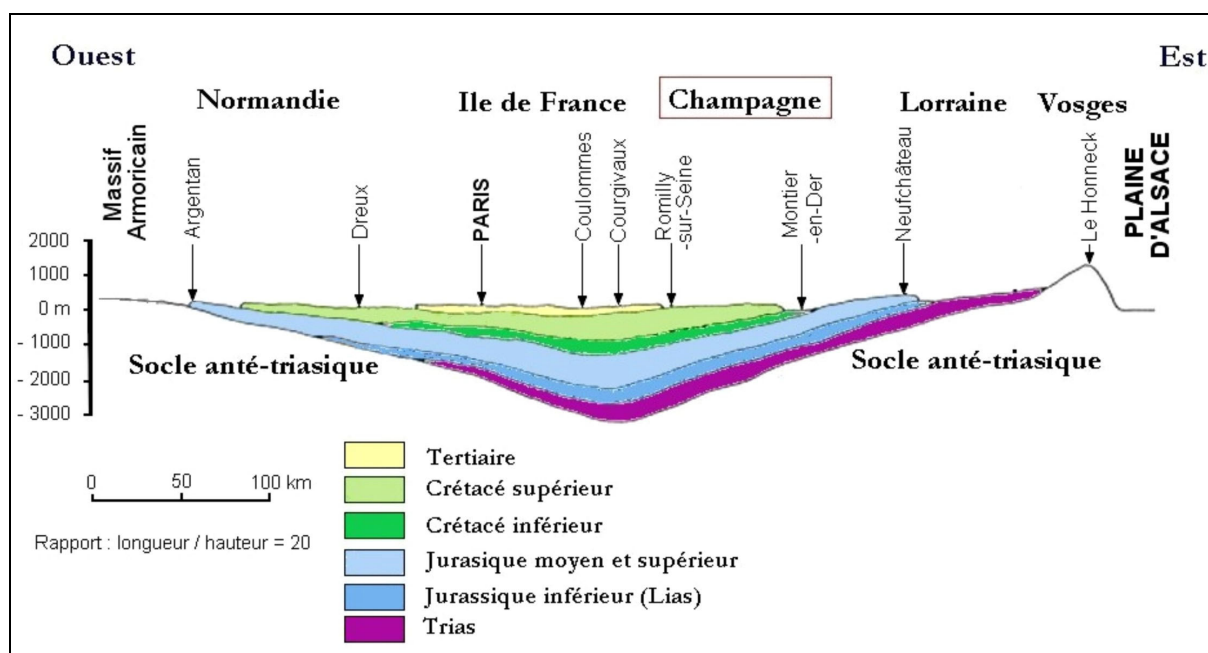 Ouest
Est
Normandie
Ile de France
Champagne
Lorraine
Vosges
Massif
Armoricain
Argentan
Dreux
PARIS
Coulommes
Courgivaux
Romilly
-sur-Seine
Montier
-en-Der
Neufchâteau
Le Honneck
PLAINE
D'ALSACE
2000
1000
0 m
- 1000
- 2000
- 3000
Socle anté-triasique
Socle anté-triasique
0 50 100 km
Rapport : longueur / hauteur = 20
Tertiaire
Crétacé supérieur
Crétacé inférieur
Jurasique moyen et supérieur
Jurassique inférieur (Lias)
Trias